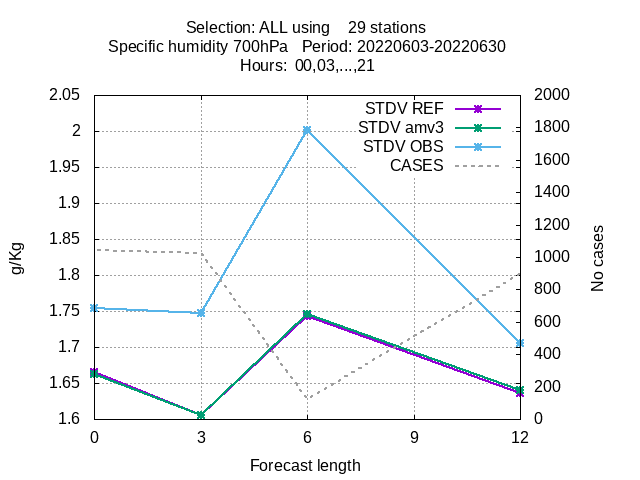 Selection: ALL using    29 stations
Specific humidity 700hPa   Period: 20220603-20220630
Hours:  00,03,...,21
STDV REF
STDV amv3
STDV OBS
CASES
2.05
2
1.95
1.9
1.85
1.8
1.75
1.7
1.65
1.6
2000
1800
1600
1400
1200
1000
800
600
400
200
0
g/Kg
No cases
0 3 6 9 12
Forecast length